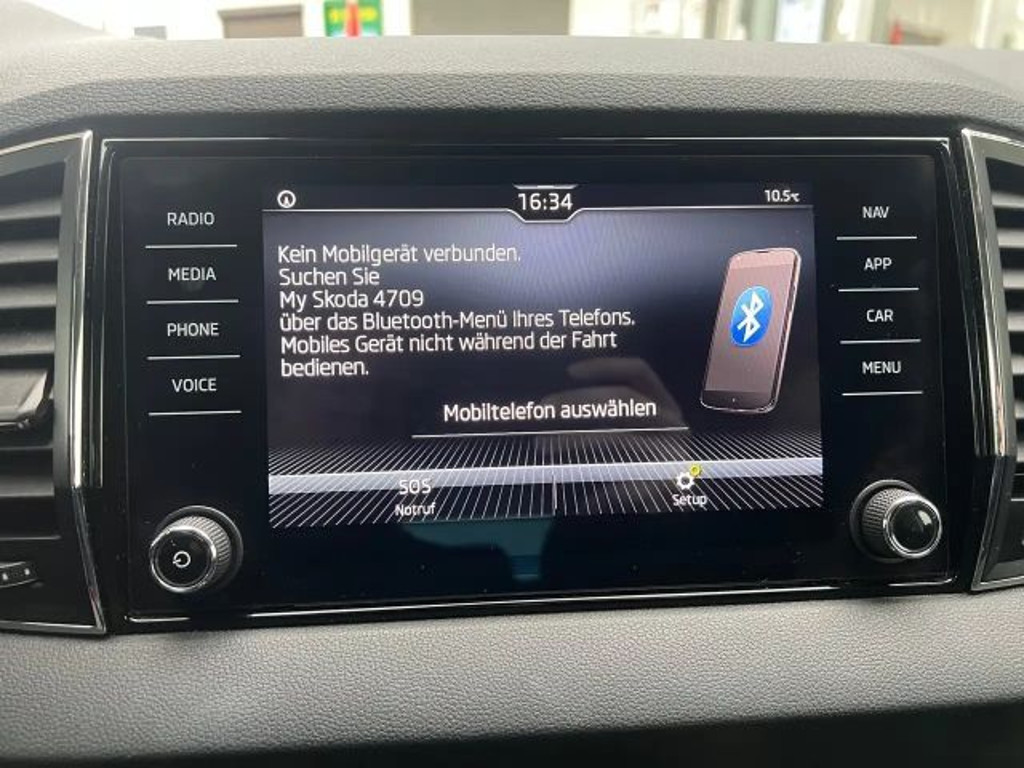 16:34
10.5°C
RADIO
MEDIA
PHONE
VOICE
Kein Mobilgerät verbunden.
Suchen Sie
My Skoda 4709
über das Bluetooth-Menü Ihres Telefons.
Mobiles Gerät nicht während der Fahrt
bedienen.
Mobiltelefon auswählen
SOS
Notruf
Setup
NAV
APP
CAR
MENU